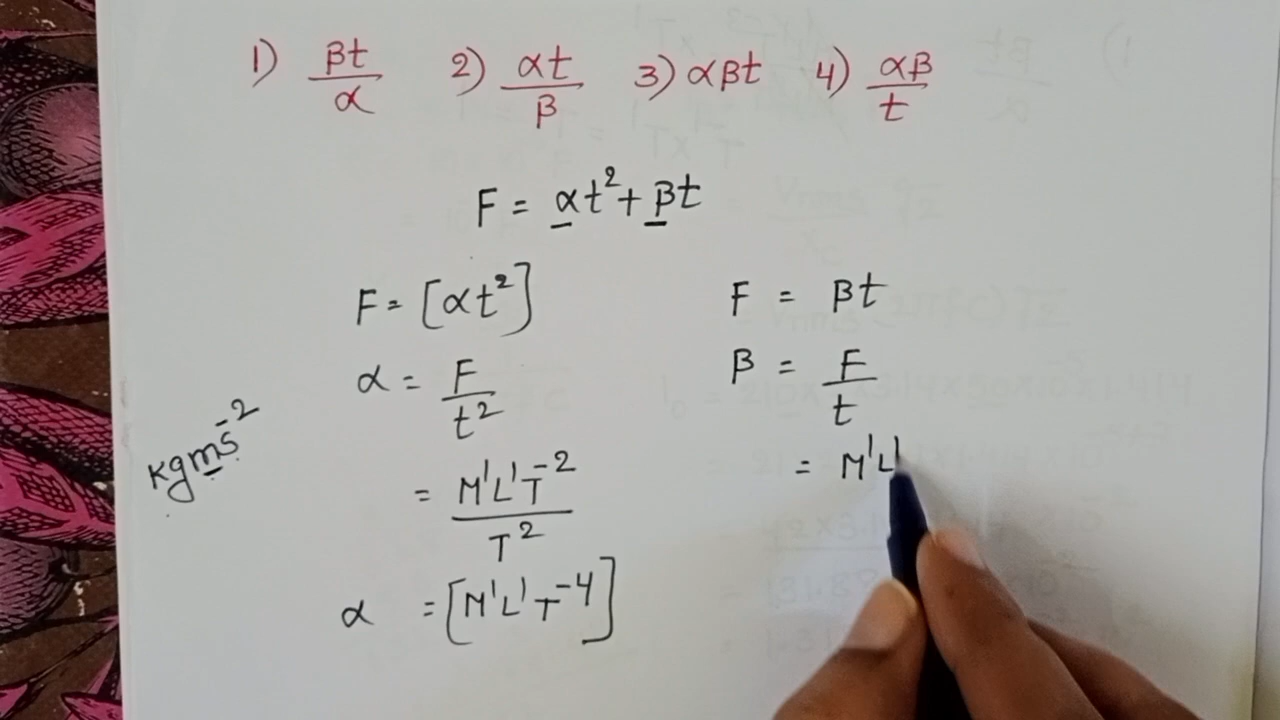 1) βt/α 2) αt/β 3) αβt 4) αβ/t
F = αt²+ βt
F = [αt²]
α = F/t²
= M¹L¹T⁻²/T²
α = [M¹L¹T⁻⁴]
kgms⁻²
F = βt
β = F/t
= M¹L¹